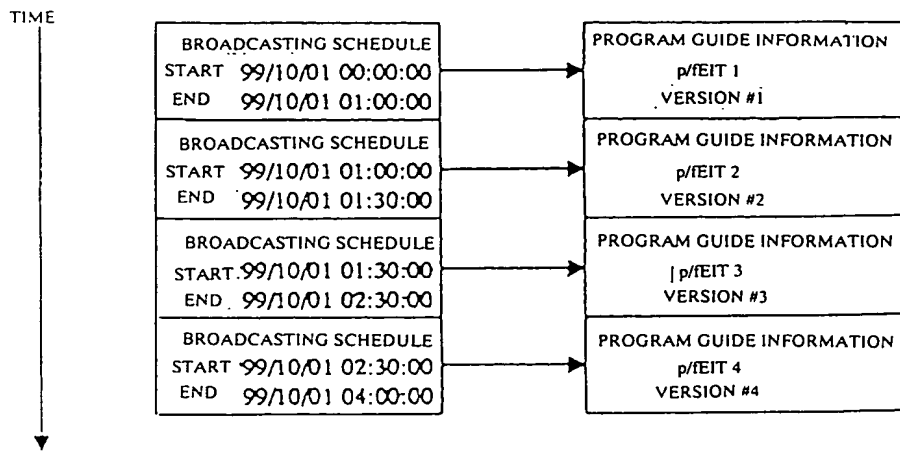 TIME
BROADCASTING SCHEDULE
START 99/10/01 00:00:00
END 99/10/01 01:00:00
PROGRAM GUIDE INFORMATION
p/fEIT 1
VERSION #1
BROADCASTING SCHEDULE
START 99/10/01 01:00:00
END 99/10/01 01:30:00
PROGRAM GUIDE INFORMATION
p/fEIT 2
VERSION #2
BROADCASTING SCHEDULE
START 99/10/01 01:30:00
END 99/10/01 02:30:00
PROGRAM GUIDE INFORMATION
p/fEIT 3
VERSION #3
BROADCASTING SCHEDULE
START 99/10/01 02:30:00
END 99/10/01 04:00:00
PROGRAM GUIDE INFORMATION
p/fEIT 4
VERSION #4